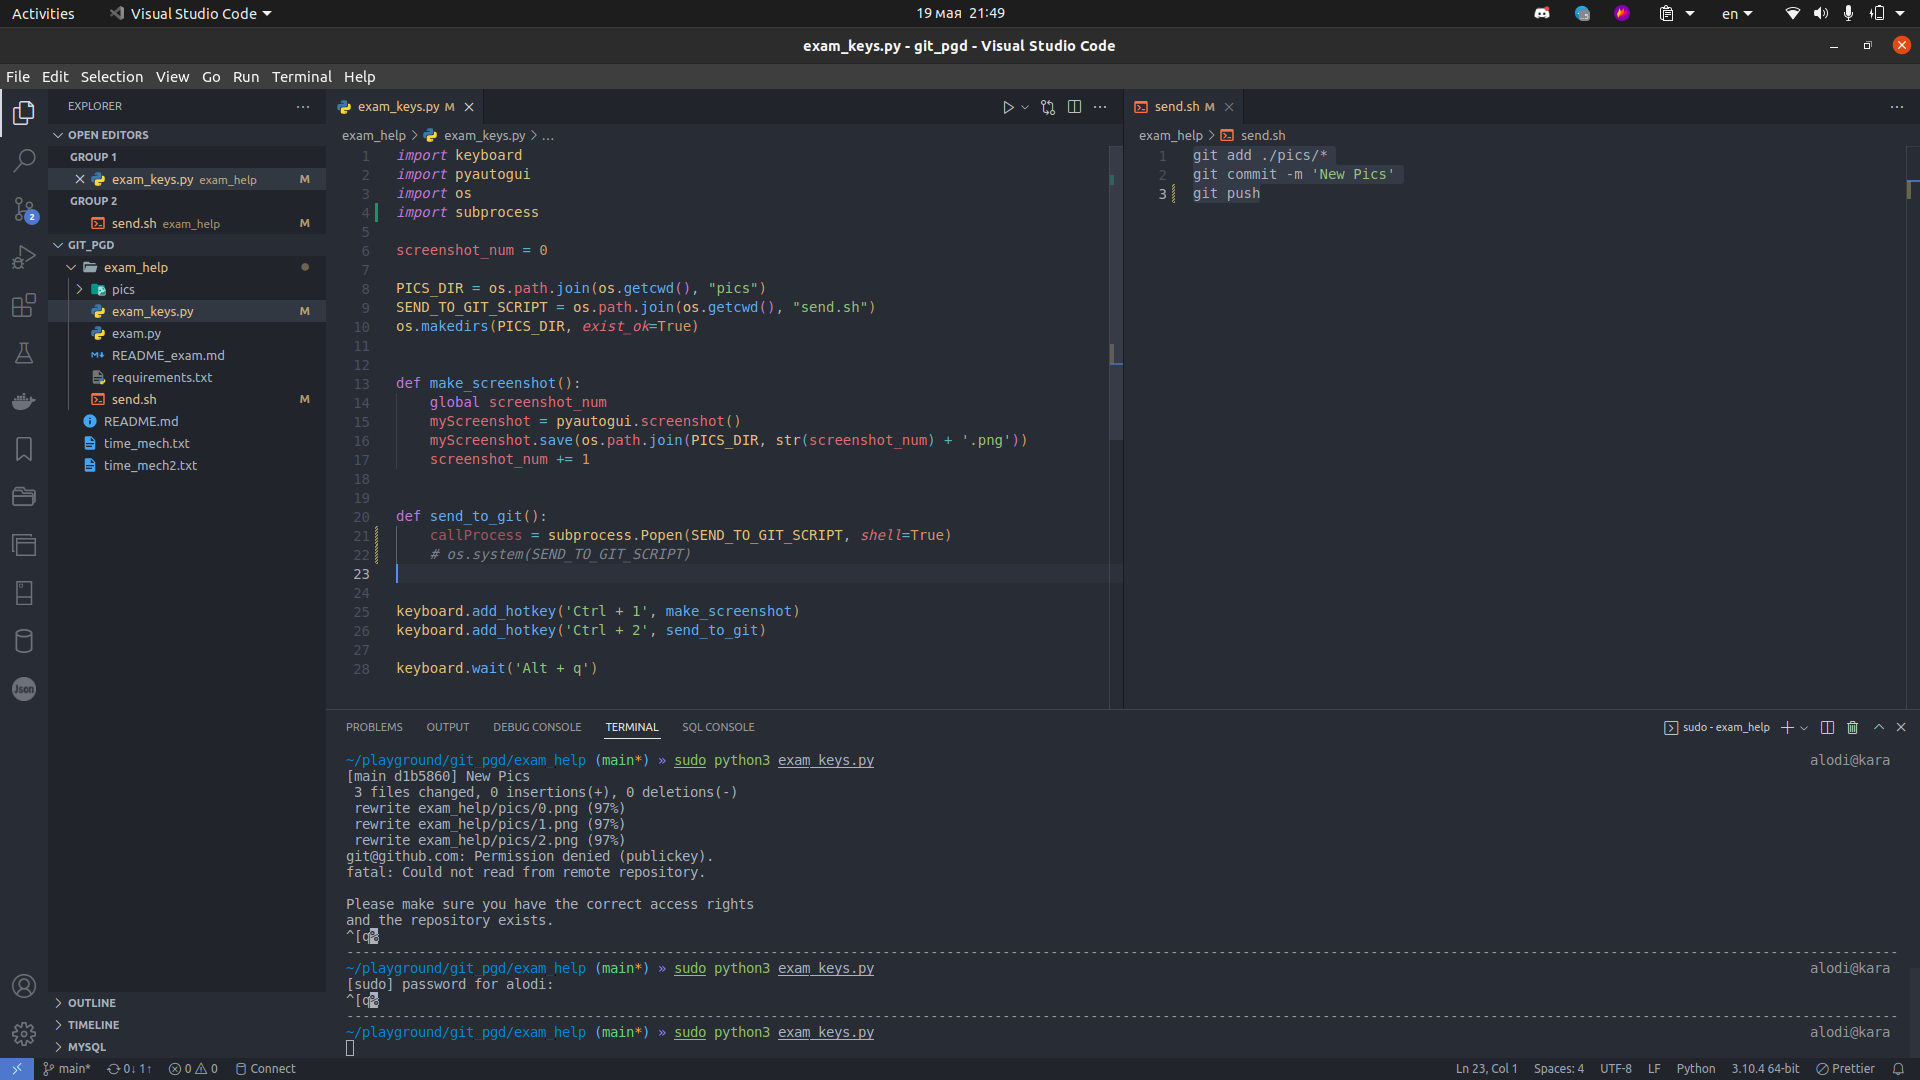 Activities
Visual Studio Code
19 мая 21:49
en
exam_keys.py - git_pgd - Visual Studio Code
File Edit Selection View Go Run Terminal Help
EXPLORER
OPEN EDITORS
GROUP 1
exam_keys.py exam_help M
GROUP 2
send.sh exam_help M
GIT_PGD
exam_help
pics
exam_keys.py M
exam.py
README_exam.md
requirements.txt
send.sh M
README.md
time_mech.txt
time_mech2.txt
OUTLINE
TIMELINE
MYSQL
2
Json
exam_keys.py M
exam_help > exam_keys.py > ...
1 import keyboard
2 import pyautogui
3 import os
4 import subprocess
5
6 screenshot_num = 0
7
8 PICS_DIR = os.path.join(os.getcwd(), "pics")
9 SEND_TO_GIT_SCRIPT = os.path.join(os.getcwd(), "send.sh")
10 os.makedirs(PICS_DIR, exist_ok=True)
11
12
13 def make_screenshot():
14     global screenshot_num
15     myScreenshot = pyautogui.screenshot()
16     myScreenshot.save(os.path.join(PICS_DIR, str(screenshot_num) + '.png'))
17     screenshot_num += 1
18
19
20 def send_to_git():
21     callProcess = subprocess.Popen(SEND_TO_GIT_SCRIPT, shell=True)
22     # os.system(SEND_TO_GIT_SCRIPT)
23
24
25 keyboard.add_hotkey('Ctrl + 1', make_screenshot)
26 keyboard.add_hotkey('Ctrl + 2', send_to_git)
27
28 keyboard.wait('Alt + q')
send.sh M
exam_help > send.sh
1 git add ./pics/*
2 git commit -m 'New Pics'
3 git push
PROBLEMS OUTPUT DEBUG CONSOLE TERMINAL SQL CONSOLE
sudo - exam_help
~/playground/git_pgd/exam_help (main*) » sudo python3 exam_keys.py alodi@kara
[main d1b5860] New Pics
 3 files changed, 0 insertions(+), 0 deletions(-)
 rewrite exam_help/pics/0.png (97%)
 rewrite exam_help/pics/1.png (97%)
 rewrite exam_help/pics/2.png (97%)
git@github.com: Permission denied (publickey).
fatal: Could not read from remote repository.
Please make sure you have the correct access rights
and the repository exists.
^[q%
~/playground/git_pgd/exam_help (main*) » sudo python3 exam_keys.py alodi@kara
[sudo] password for alodi:
^[q%
~/playground/git_pgd/exam_help (main*) » sudo python3 exam_keys.py alodi@kara
main* 0↓ 1↑ 0 0 Connect
Ln 23, Col 1 Spaces: 4 UTF-8 LF Python 3.10.4 64-bit Prettier